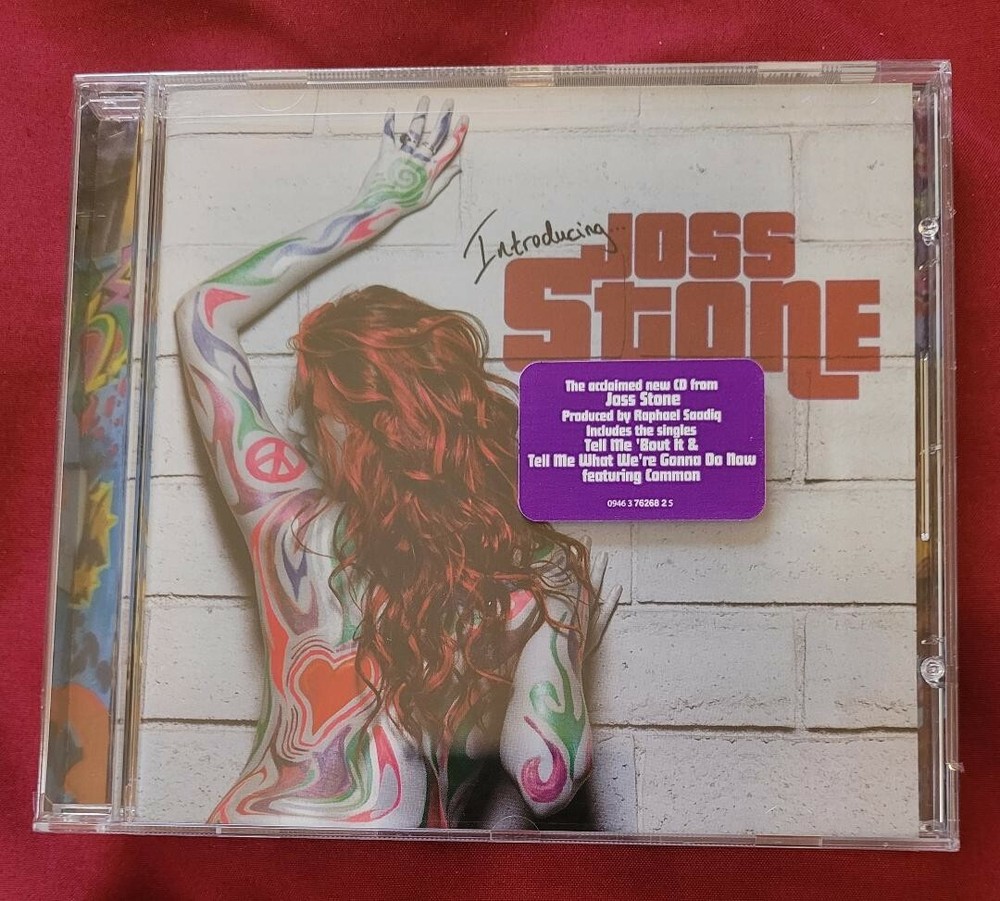 Introducing...
JOSS
STONE
The acclaimed new CD from
Joss Stone
Produced by Raphael Saadiq
Includes the singles
Tell Me 'Bout It &
Tell Me What We're Gonna Do Now
featuring Common
0946 3 76268 2 5